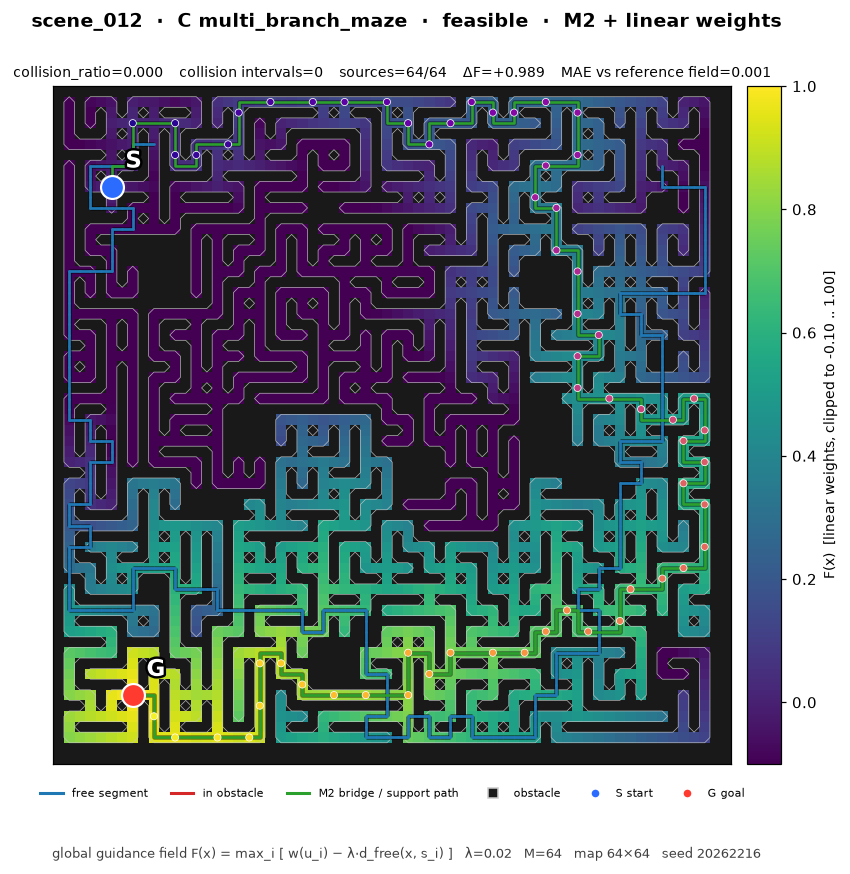 scene_012 · C multi_branch_maze · feasible · M2 + linear weights
collision_ratio=0.000 collision intervals=0 sources=64/64 ΔF=+0.989 MAE vs reference field=0.001
S
G
1.0
0.8
0.6
0.4
0.2
0.0
F(x) [linear weights, clipped to -0.10 .. 1.00]
free segment in obstacle M2 bridge / support path obstacle S start G goal
global guidance field F(x) = max_i [ w(u_i) − λ·d_free(x, s_i) ] λ=0.02 M=64 map 64×64 seed 20262216